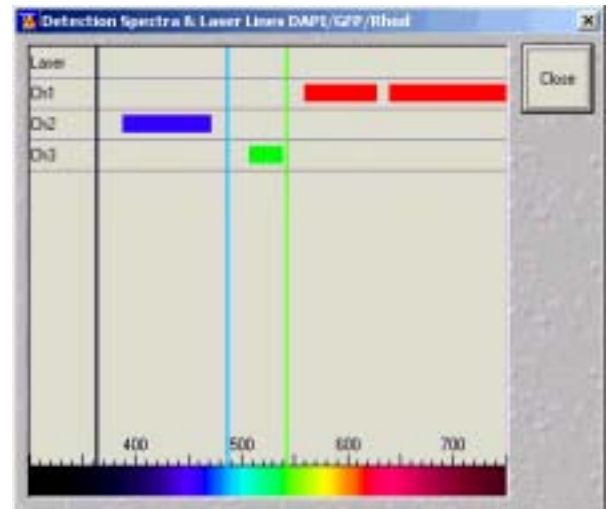 Detection Spectra & Laser Lines DAPI/GFP/Rhod
Laser
Close
Ch1
Ch2
Ch3
400 500 600 700